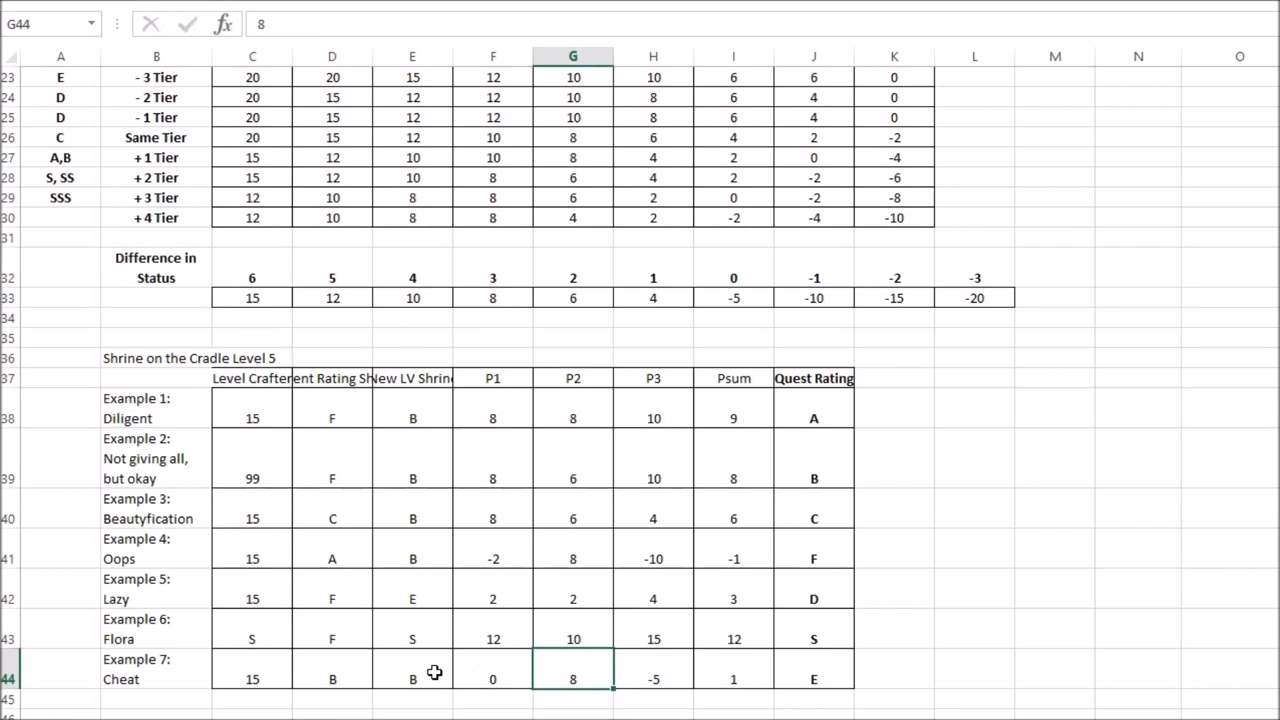 G44 fx 8
A B C D E F G H I J K L M N O
23 E - 3 Tier 20 20 15 12 10 10 6 6 0
24 D - 2 Tier 20 15 12 12 10 8 6 4 0
25 D - 1 Tier 20 15 12 12 10 8 6 4 0
26 C Same Tier 20 15 12 10 8 6 4 2 -2
27 A,B + 1 Tier 15 12 10 10 8 4 2 0 -4
28 S, SS + 2 Tier 15 12 10 8 6 4 2 -2 -6
29 SSS + 3 Tier 12 10 8 8 6 2 0 -2 -8
30 + 4 Tier 12 10 8 8 4 2 -2 -4 -10
31
Difference in
32 Status 6 5 4 3 2 1 0 -1 -2 -3
33 15 12 10 8 6 4 -5 -10 -15 -20
34
35
36 Shrine on the Cradle Level 5
37 Level Crafter ent Rating Sh New LV Shrine P1 P2 P3 Psum Quest Rating
Example 1:
38 Diligent 15 F B 8 8 10 9 A
Example 2:
Not giving all,
39 but okay 99 F B 8 6 10 8 B
Example 3:
40 Beautyfication 15 C B 8 6 4 6 C
Example 4:
41 Oops 15 A B -2 8 -10 -1 F
Example 5:
42 Lazy 15 F E 2 2 4 3 D
Example 6:
43 Flora S F S 12 10 15 12 S
Example 7:
44 Cheat 15 B B 0 8 -5 1 E
45